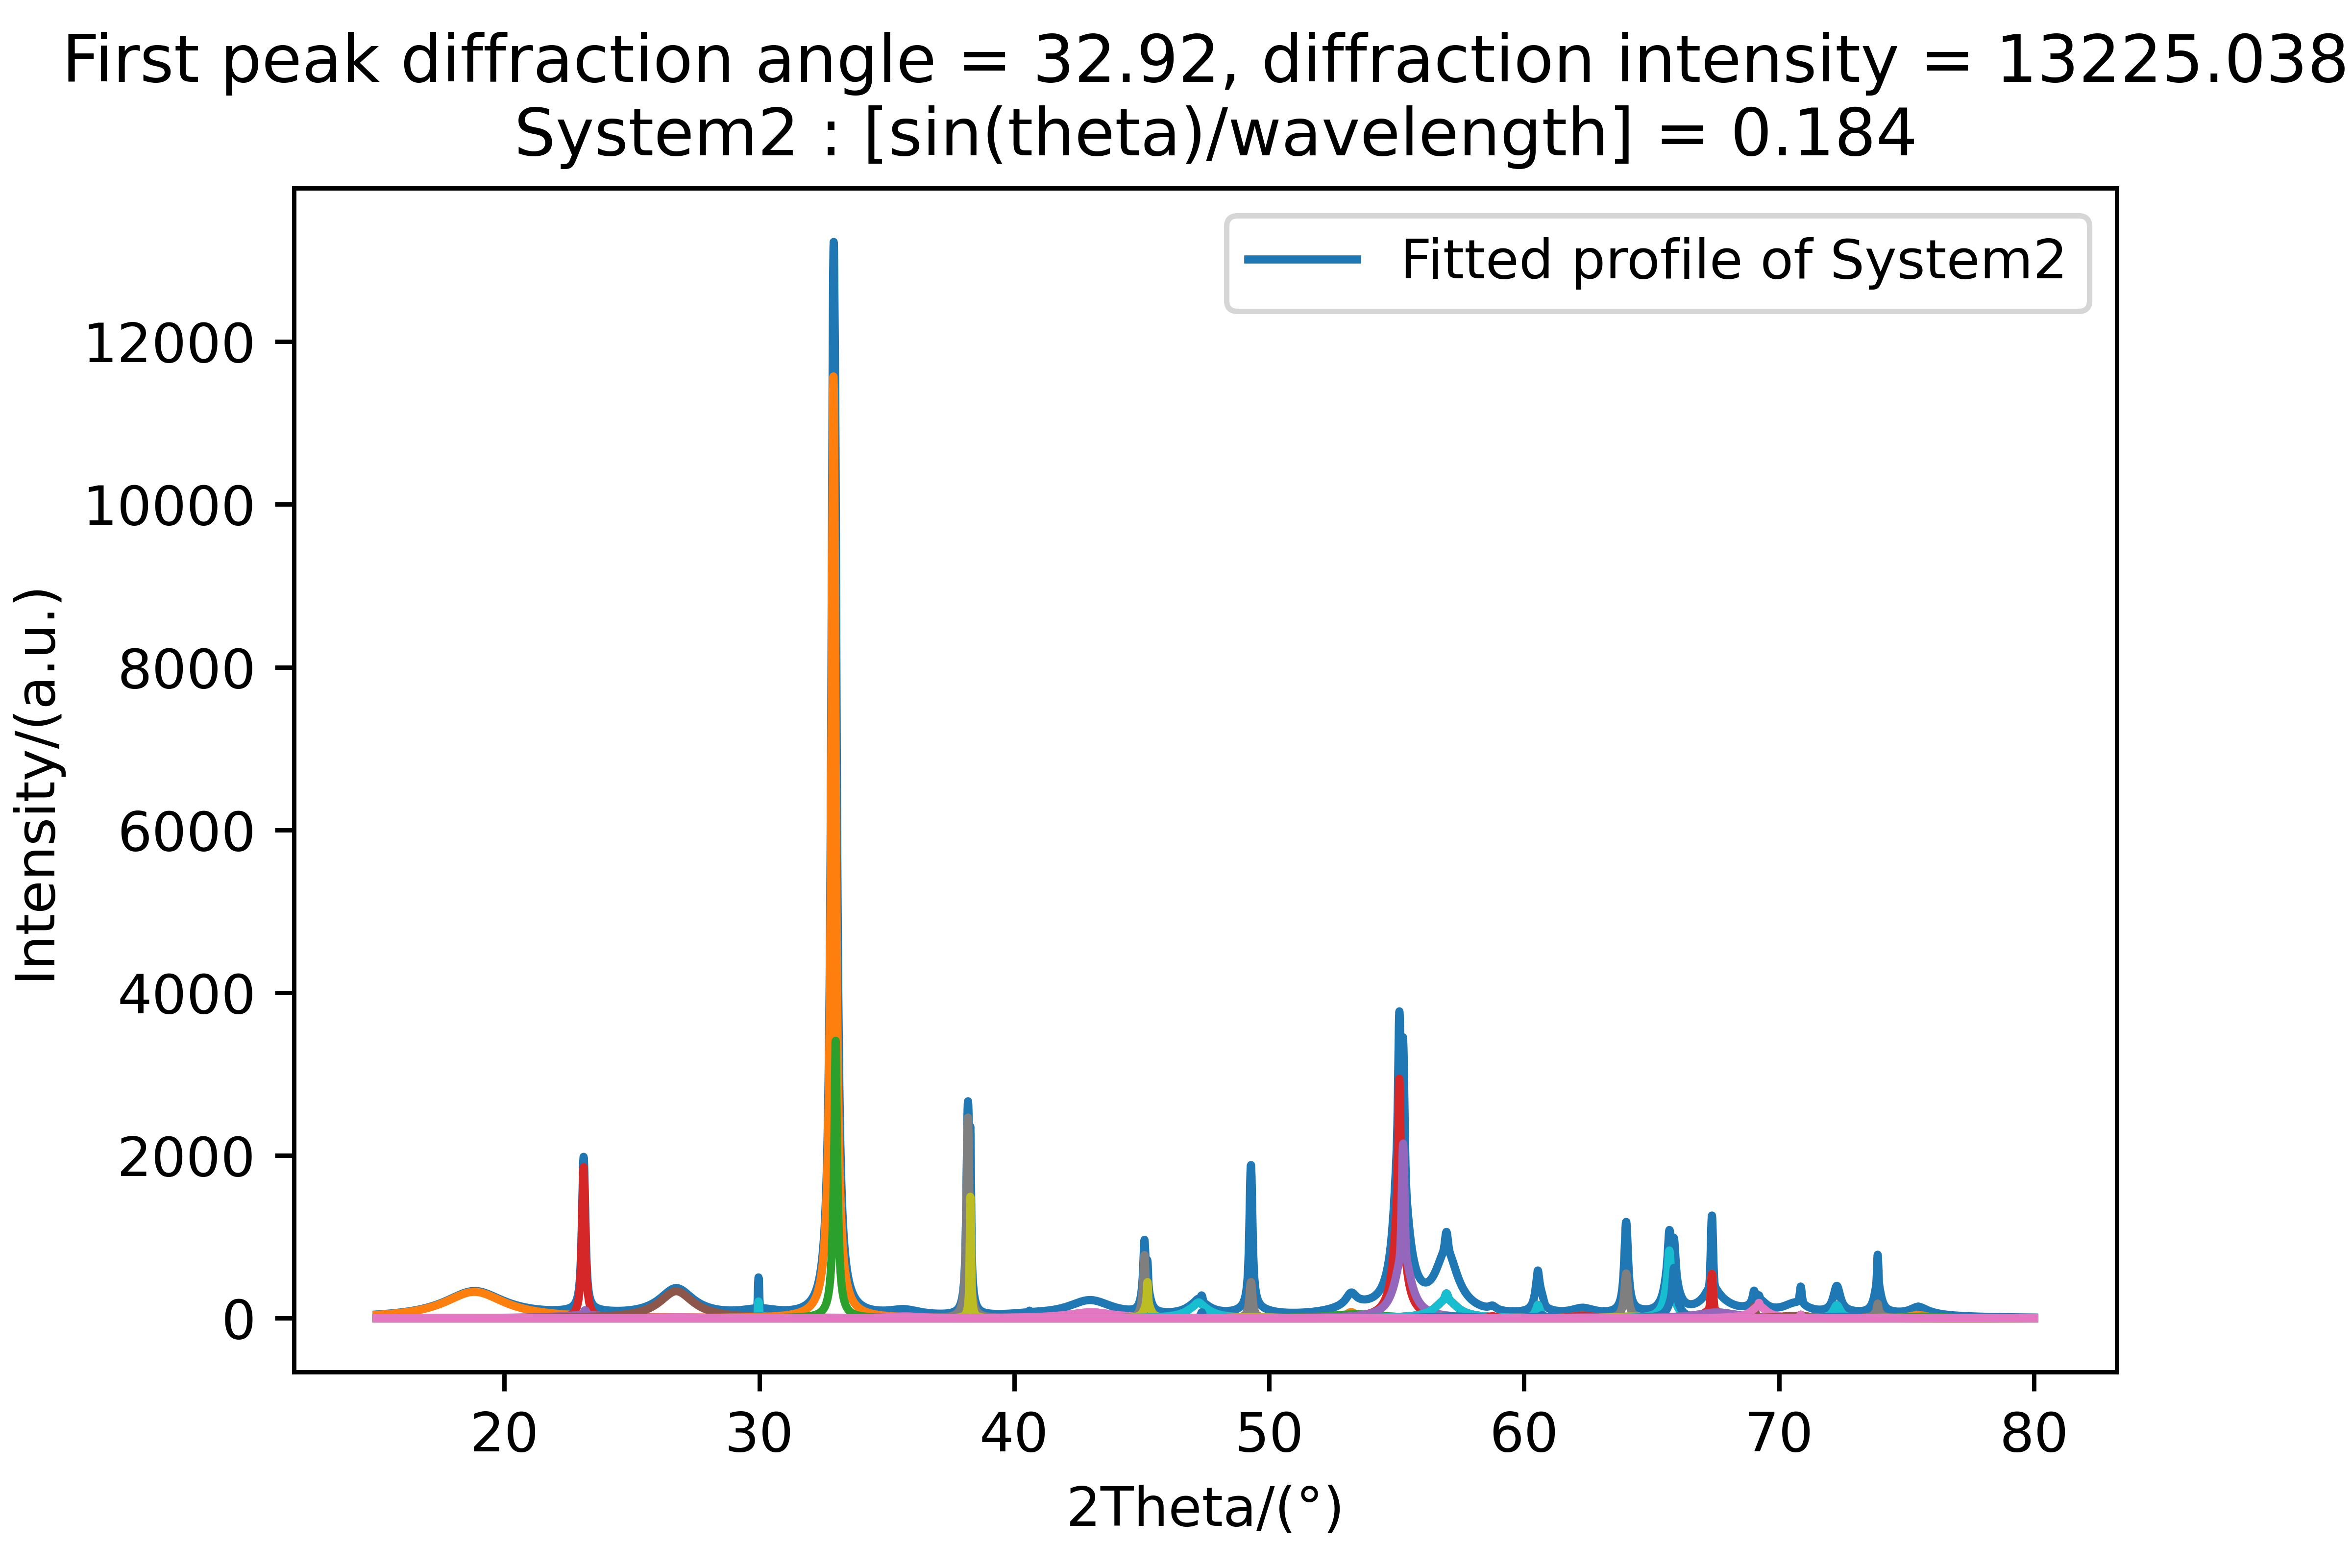 First peak diffraction angle = 32.92, diffraction intensity = 13225.038
System2 : [sin(theta)/wavelength] = 0.184
Fitted profile of System2
Intensity/(a.u.)
12000
10000
8000
6000
4000
2000
0
20 30 40 50 60 70 80
2Theta/(°)